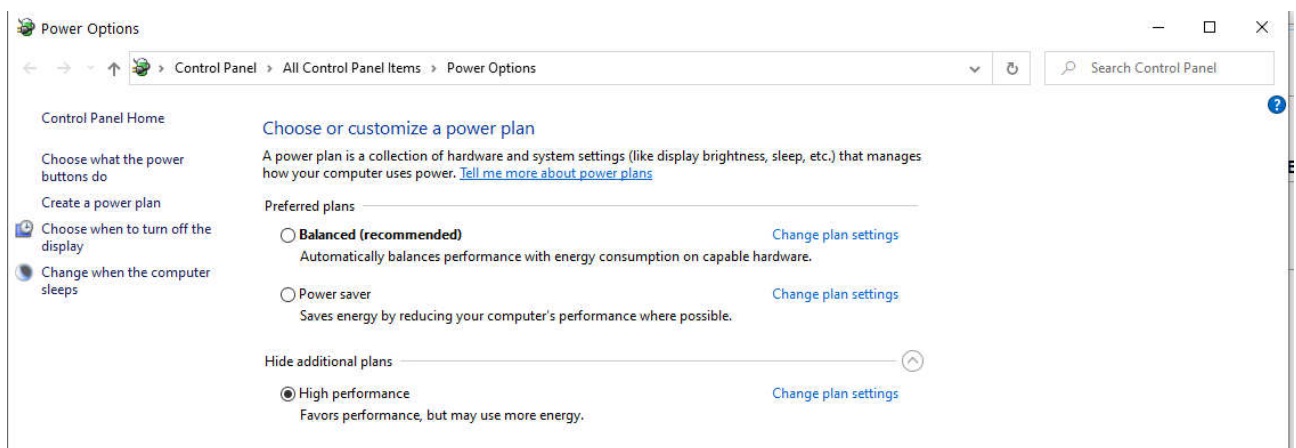 Power Options
Control Panel > All Control Panel Items > Power Options
Search Control Panel
Control Panel Home
Choose what the power
buttons do
Create a power plan
Choose when to turn off the
display
Change when the computer
sleeps
Choose or customize a power plan
A power plan is a collection of hardware and system settings (like display brightness, sleep, etc.) that manages
how your computer uses power. Tell me more about power plans
Preferred plans
Balanced (recommended)
Change plan settings
Automatically balances performance with energy consumption on capable hardware.
Power saver
Change plan settings
Saves energy by reducing your computer's performance where possible.
Hide additional plans
High performance
Change plan settings
Favors performance, but may use more energy.